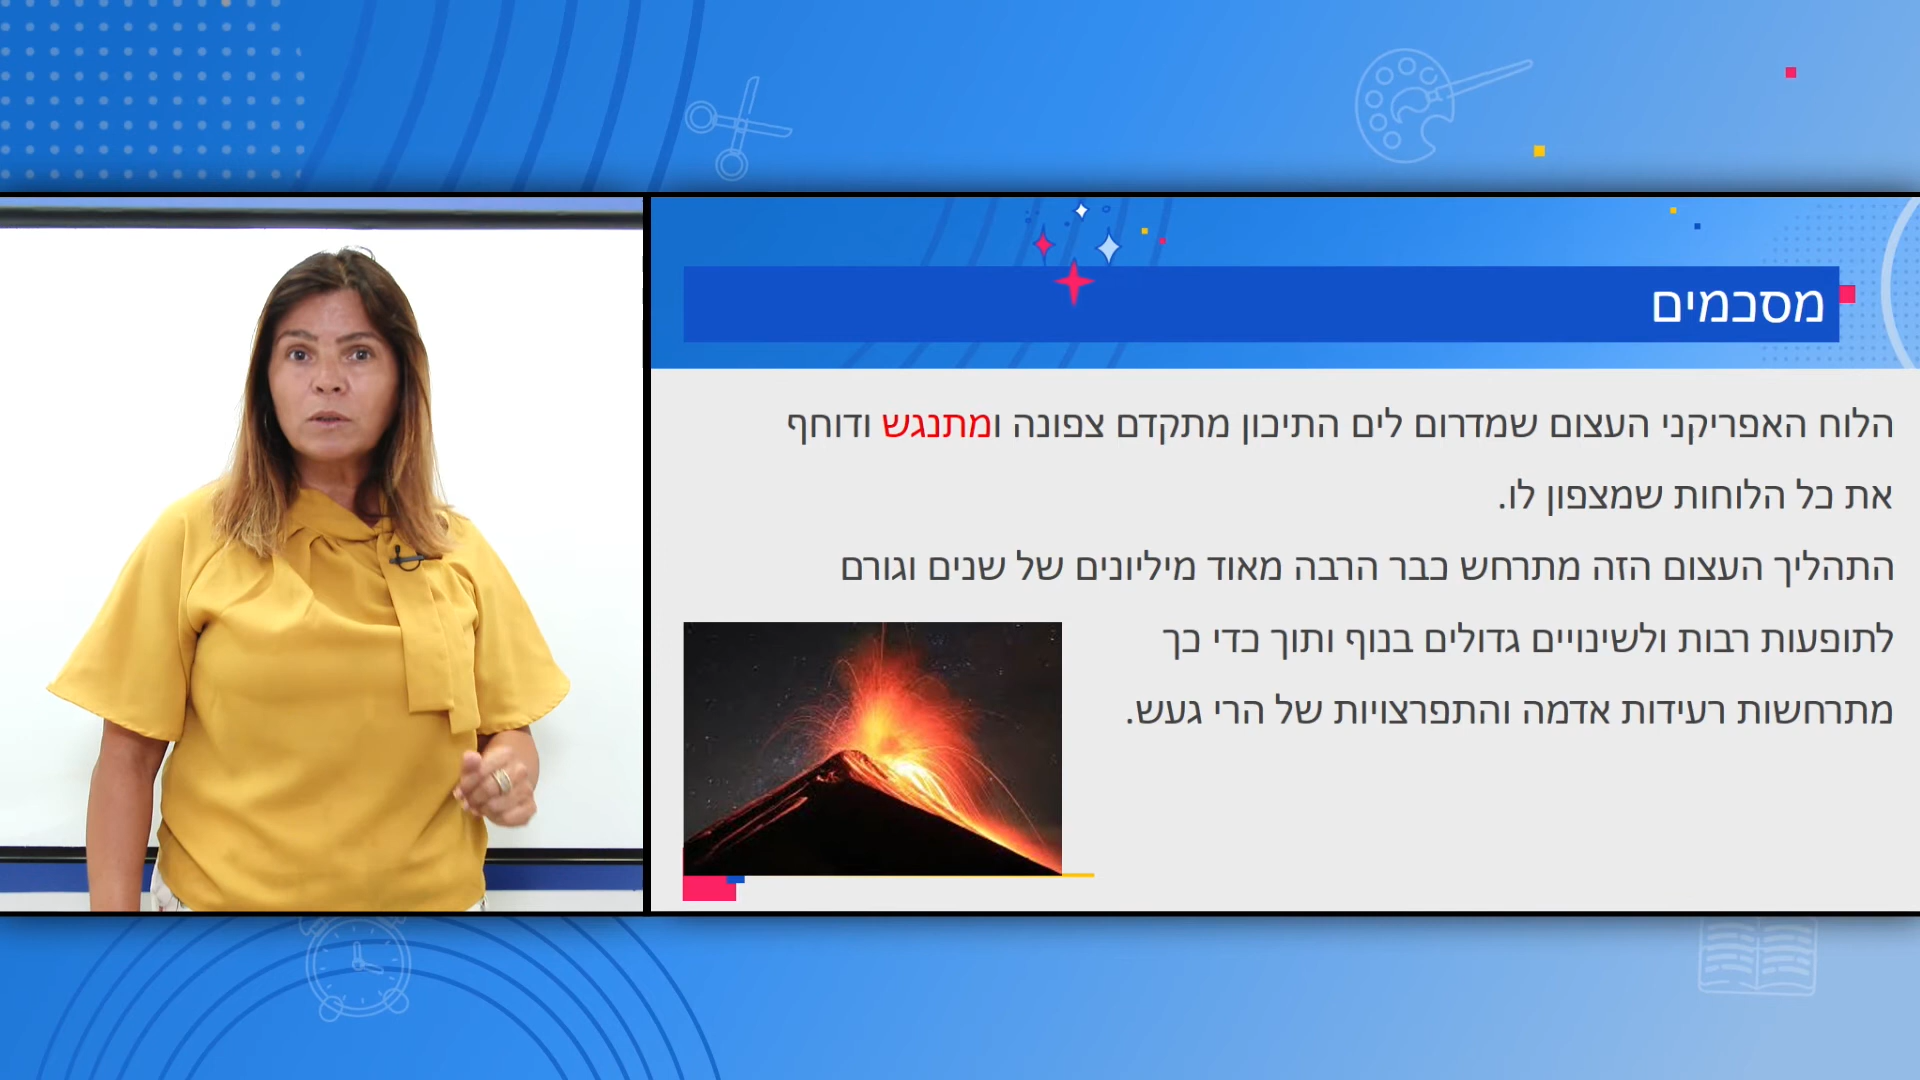 מסכמים
הלוח האפריקני העצום שמדרום לים התיכון מתקדם צפונה ומתנגש ודוחף
את כל הלוחות שמצפון לו.
התהליך העצום הזה מתרחש כבר הרבה מאוד מיליונים של שנים וגורם
לתופעות רבות ולשינויים גדולים בנוף ותוך כדי כך
מתרחשות רעידות אדמה והתפרצויות של הרי געש.